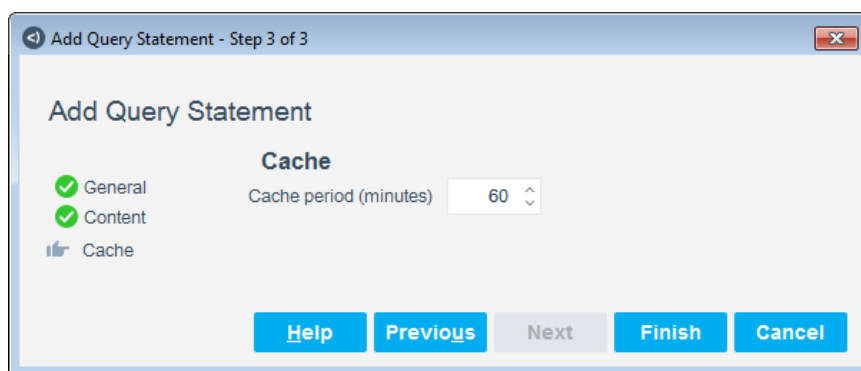 Add Query Statement - Step 3 of 3
Add Query Statement
General
Content
Cache
Cache
Cache period (minutes) 60
Help Previous Next Finish Cancel